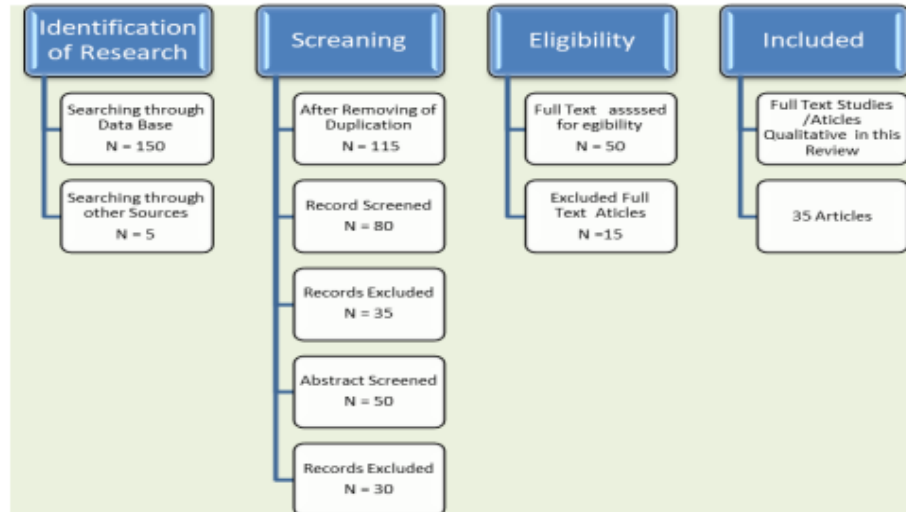 Identification
of Research
Searching through
Data Base
N = 150
Searching through
other Sources
N = 5
Screaning
After Removing of
Duplication
N = 115
Record Screened
N = 80
Records Excluded
N = 35
Abstract Screened
N = 50
Records Excluded
N = 30
Eligibility
Full Text assssed
for egibility
N = 50
Excluded Full
Text Aticles
N =15
Included
Full Text Studies
/Aticles
Qualitative in this
Review
35 Articles